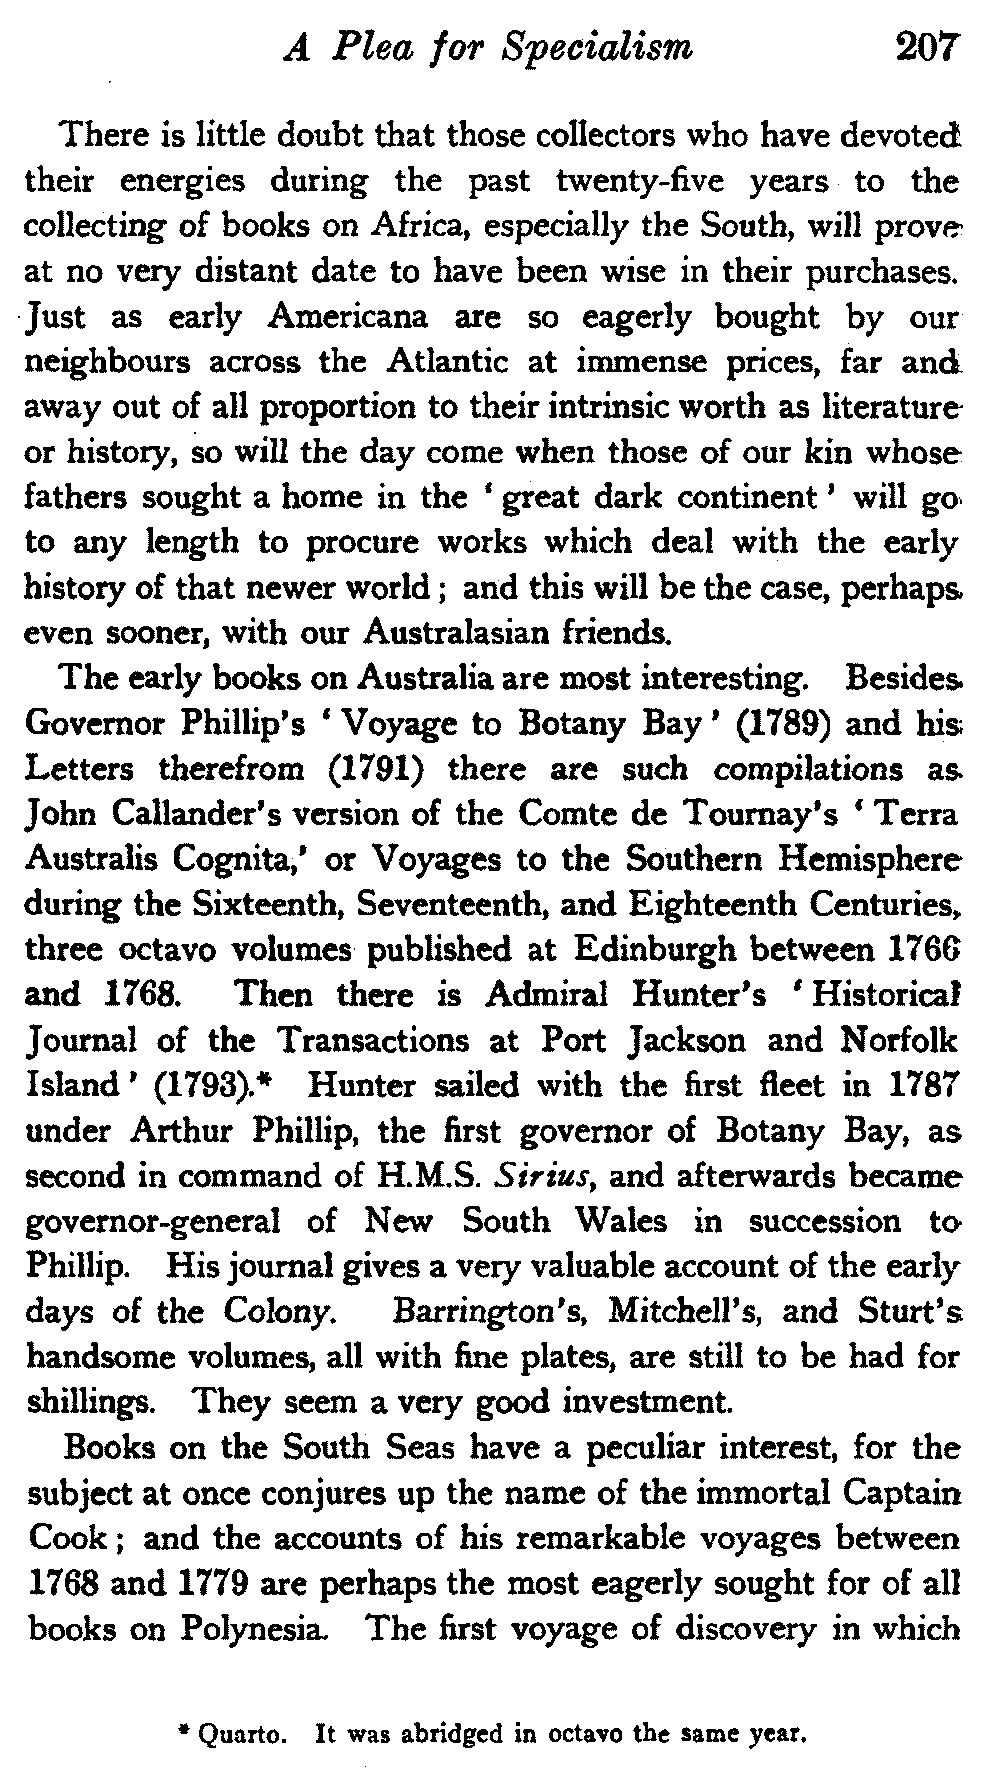 A Plea for Specialism 207
There is little doubt that those collectors who have devoted
their energies during the past twenty-five years to the
collecting of books on Africa, especially the South, will prove
at no very distant date to have been wise in their purchases.
Just as early Americana are so eagerly bought by our
neighbours across the Atlantic at immense prices, far and
away out of all proportion to their intrinsic worth as literature
or history, so will the day come when those of our kin whose
fathers sought a home in the ‘great dark continent’ will go
to any length to procure works which deal with the early
history of that newer world; and this will be the case, perhaps
even sooner, with our Australasian friends.
The early books on Australia are most interesting. Besides
Governor Phillip's ‘Voyage to Botany Bay’ (1789) and his
Letters therefrom (1791) there are such compilations as
John Callander's version of the Comte de Tournay's ‘Terra
Australis Cognita,’ or Voyages to the Southern Hemisphere
during the Sixteenth, Seventeenth, and Eighteenth Centuries,
three octavo volumes published at Edinburgh between 1766
and 1768. Then there is Admiral Hunter's ‘Historical
Journal of the Transactions at Port Jackson and Norfolk
Island’ (1793).* Hunter sailed with the first fleet in 1787
under Arthur Phillip, the first governor of Botany Bay, as
second in command of H.M.S. Sirius, and afterwards became
governor-general of New South Wales in succession to
Phillip. His journal gives a very valuable account of the early
days of the Colony. Barrington's, Mitchell's, and Sturt's
handsome volumes, all with fine plates, are still to be had for
shillings. They seem a very good investment.
Books on the South Seas have a peculiar interest, for the
subject at once conjures up the name of the immortal Captain
Cook; and the accounts of his remarkable voyages between
1768 and 1779 are perhaps the most eagerly sought for of all
books on Polynesia. The first voyage of discovery in which
* Quarto. It was abridged in octavo the same year.